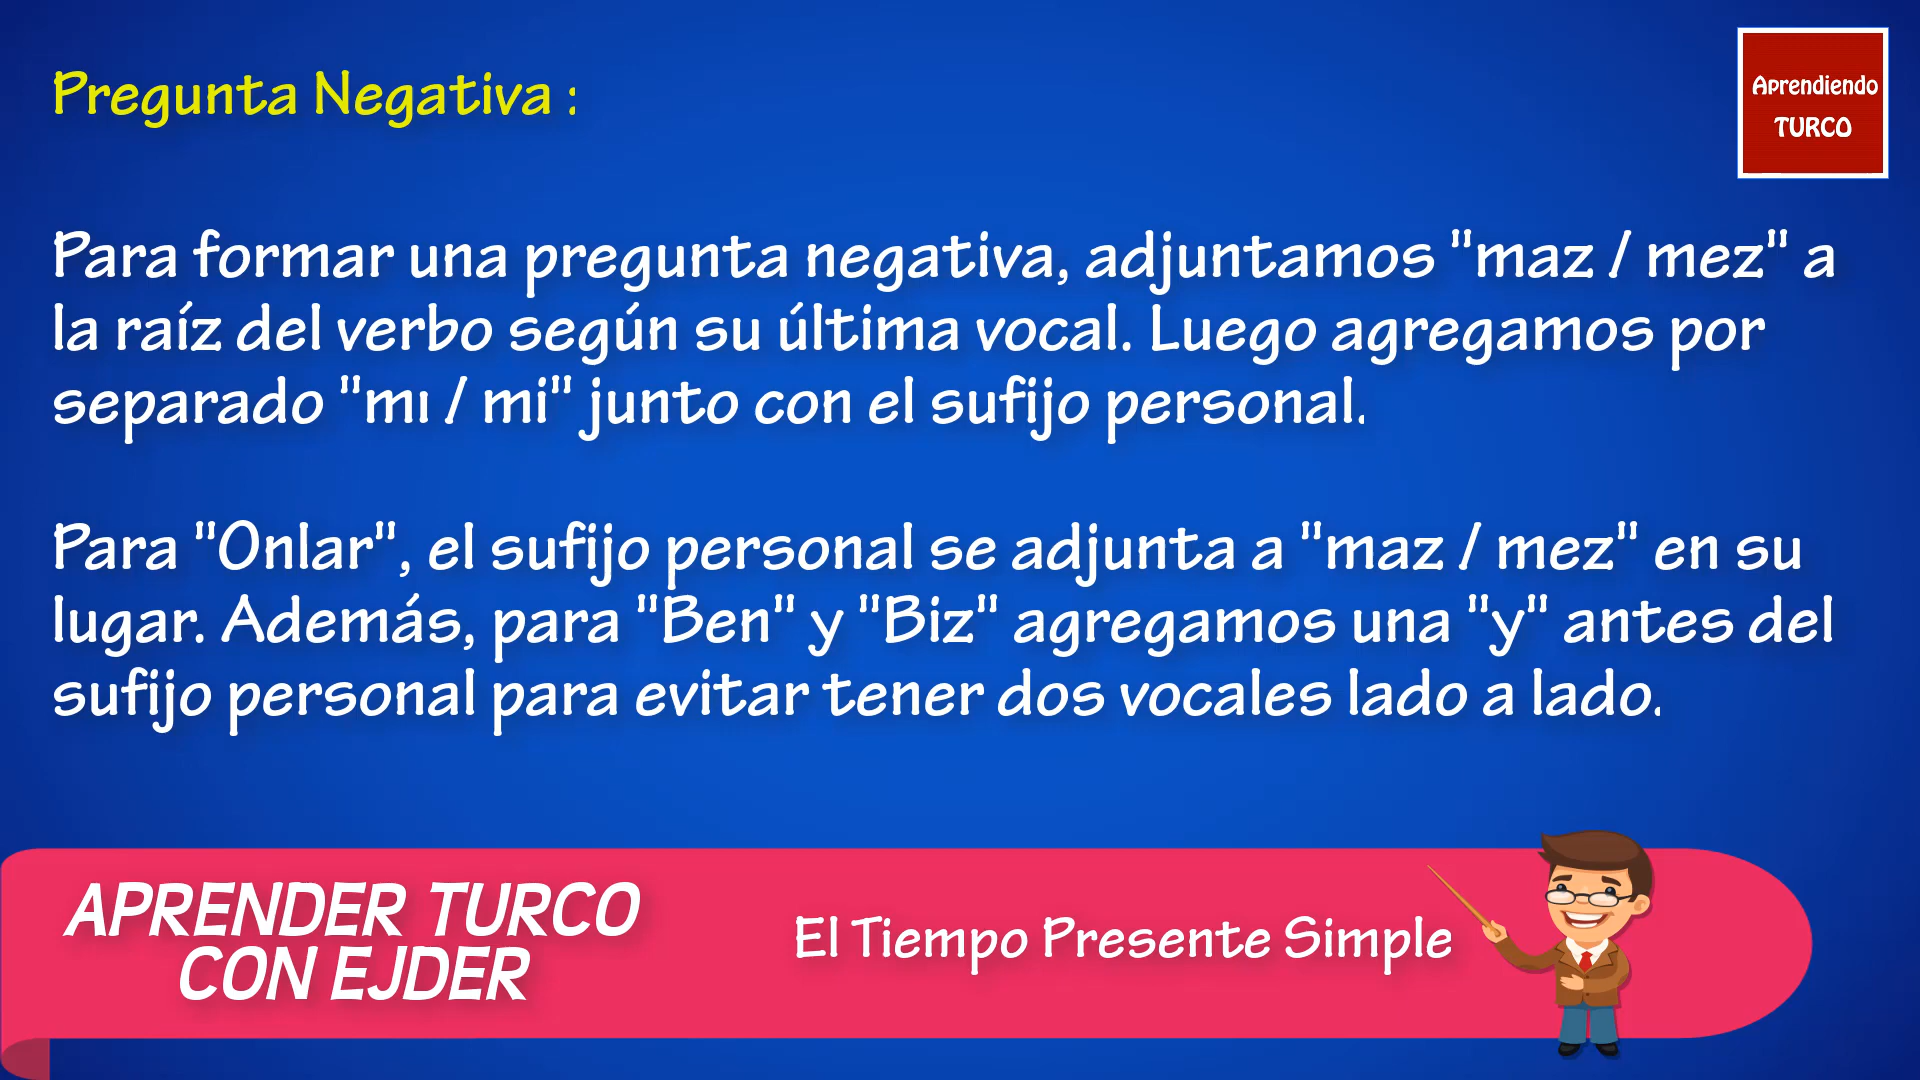 Pregunta Negativa :
Aprendiendo
TURCO
Para formar una pregunta negativa, adjuntamos "maz / mez" a
la raíz del verbo según su última vocal. Luego agregamos por
separado "mı / mi" junto con el sufijo personal.
Para "Onlar", el sufijo personal se adjunta a "maz / mez" en su
lugar. Además, para "Ben" y "Biz" agregamos una "y" antes del
sufijo personal para evitar tener dos vocales lado a lado.
APRENDER TURCO
CON EJDER
El Tiempo Presente Simple